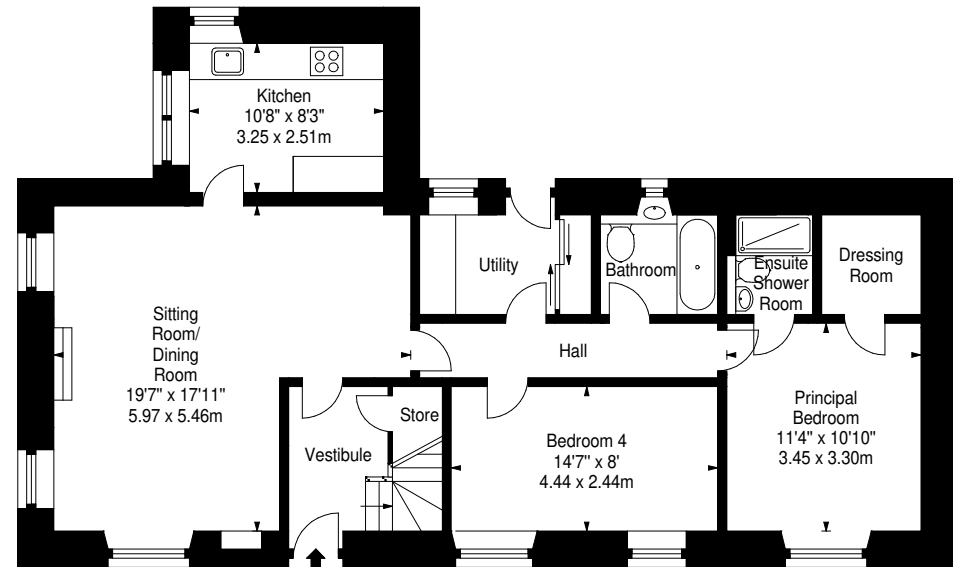 Kitchen
10'8" x 8'3"
3.25 x 2.51m
Utility
Bathroom
Ensuite
Shower
Room
Dressing
Room
Sitting
Room/
Dining
Room
19'7" x 17'11"
5.97 x 5.46m
Hall
Store
Vestibule
Bedroom 4
14'7" x 8'
4.44 x 2.44m
Principal
Bedroom
11'4" x 10'10"
3.45 x 3.30m